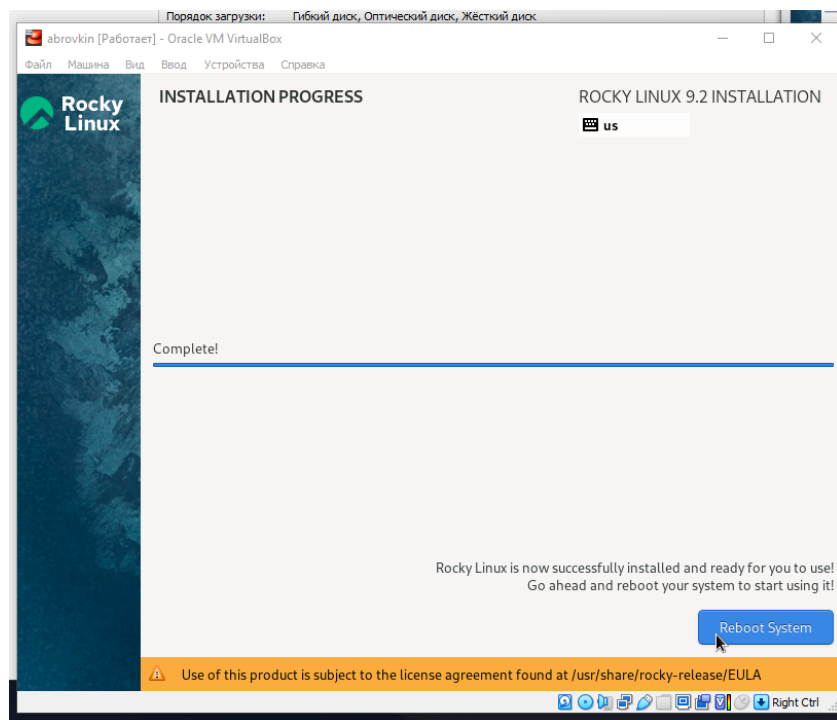 Порядок загрузки: Гибкий диск, Оптический диск, Жёсткий диск
abrovkin [Работает] - Oracle VM VirtualBox
Файл Машина Вид Ввод Устройства Справка
Rocky
Linux
INSTALLATION PROGRESS
ROCKY LINUX 9.2 INSTALLATION
us
Complete!
Rocky Linux is now successfully installed and ready for you to use!
Go ahead and reboot your system to start using it!
Reboot System
Use of this product is subject to the license agreement found at /usr/share/rocky-release/EULA
Right Ctrl